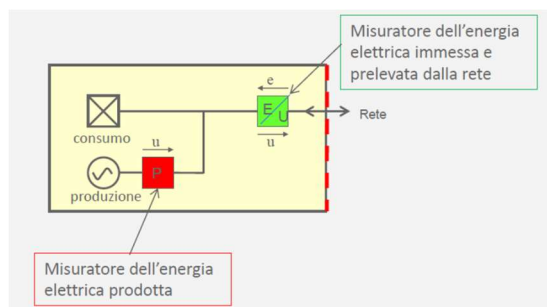 Misuratore dell'energia
elettrica immessa e
prelevata dalla rete
e
E
U
Rete
u
consumo
u
P
produzione
Misuratore dell'energia
elettrica prodotta